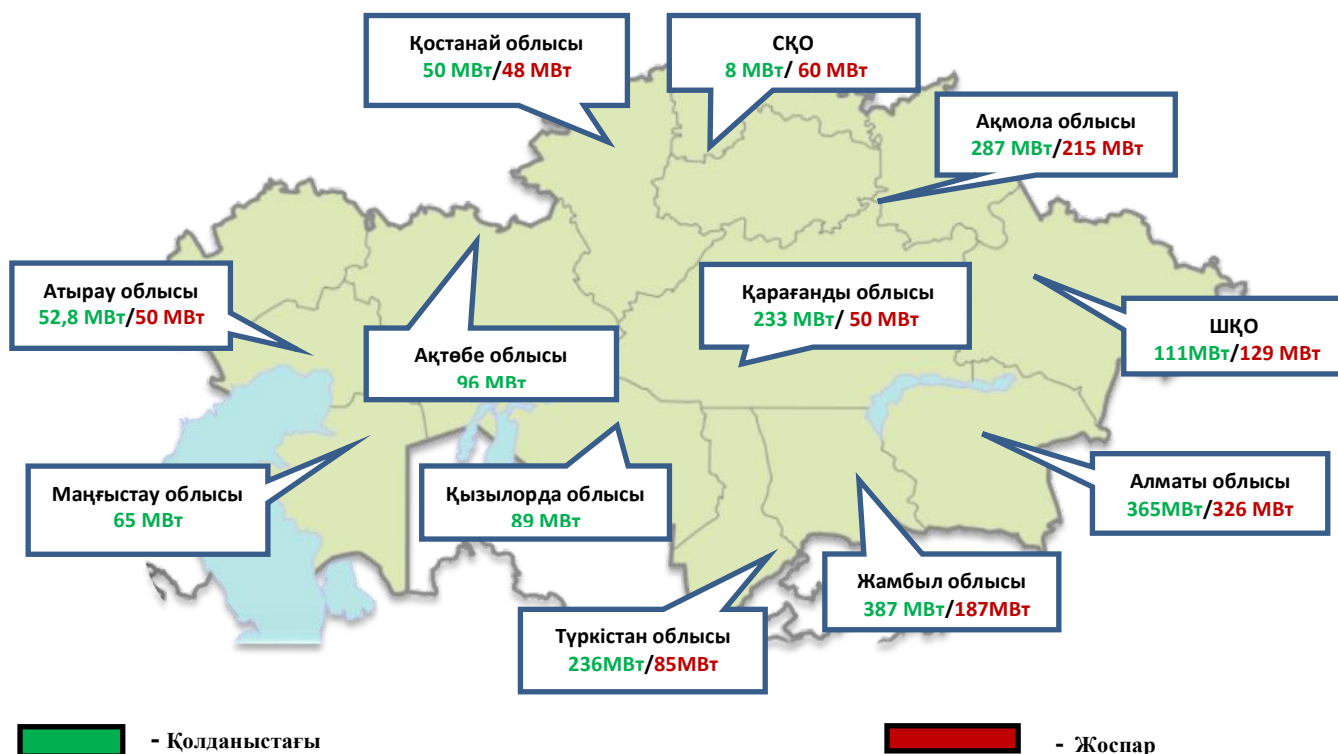 Қостанай облысы
50 МВт/48 МВт
СҚО
8 МВт/ 60 МВт
Ақмола облысы
287 МВт/215 МВт
Атырау облысы
52,8 МВт/50 МВт
Ақтөбе облысы
96 МВт
Қарағанды облысы
233 МВт/ 50 МВт
ШҚО
111МВт/129 МВт
Маңғыстау облысы
65 МВт
Қызылорда облысы
89 МВт
Алматы облысы
365МВт/326 МВт
Жамбыл облысы
387 МВт/187МВт
Түркістан облысы
236МВт/85МВт
- Қолданыстағы
- Жоспар